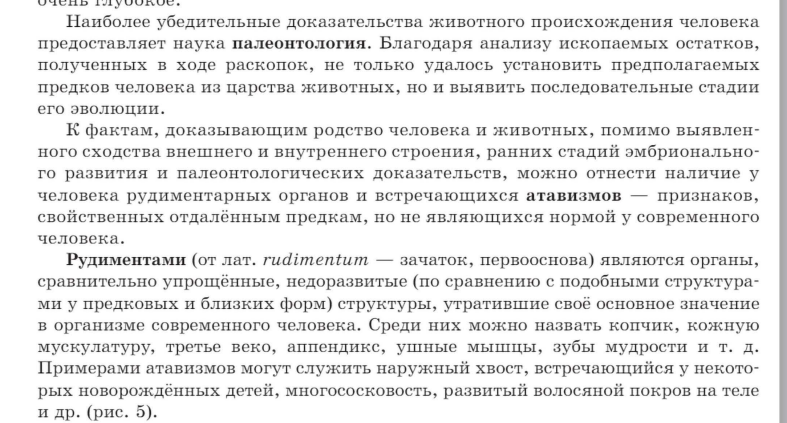 очень глубокое.
Наиболее убедительные доказательства животного происхождения человека
предоставляет наука палеонтология. Благодаря анализу ископаемых остатков,
полученных в ходе раскопок, не только удалось установить предполагаемых
предков человека из царства животных, но и выявить последовательные стадии
его эволюции.
К фактам, доказывающим родство человека и животных, помимо выявлен-
ного сходства внешнего и внутреннего строения, ранних стадий эмбрионально-
го развития и палеонтологических доказательств, можно отнести наличие у
человека рудиментарных органов и встречающихся атавизмов — признаков,
свойственных отдалённым предкам, но не являющихся нормой у современного
человека.
Рудиментами (от лат. rudimentum — зачаток, первооснова) являются органы,
сравнительно упрощённые, недоразвитые (по сравнению с подобными структура-
ми у предковых и близких форм) структуры, утратившие своё основное значение
в организме современного человека. Среди них можно назвать копчик, кожную
мускулатуру, третье веко, аппендикс, ушные мышцы, зубы мудрости и т. д.
Примерами атавизмов могут служить наружный хвост, встречающийся у некото-
рых новорождённых детей, многососковость, развитый волосяной покров на теле
и др. (рис. 5).